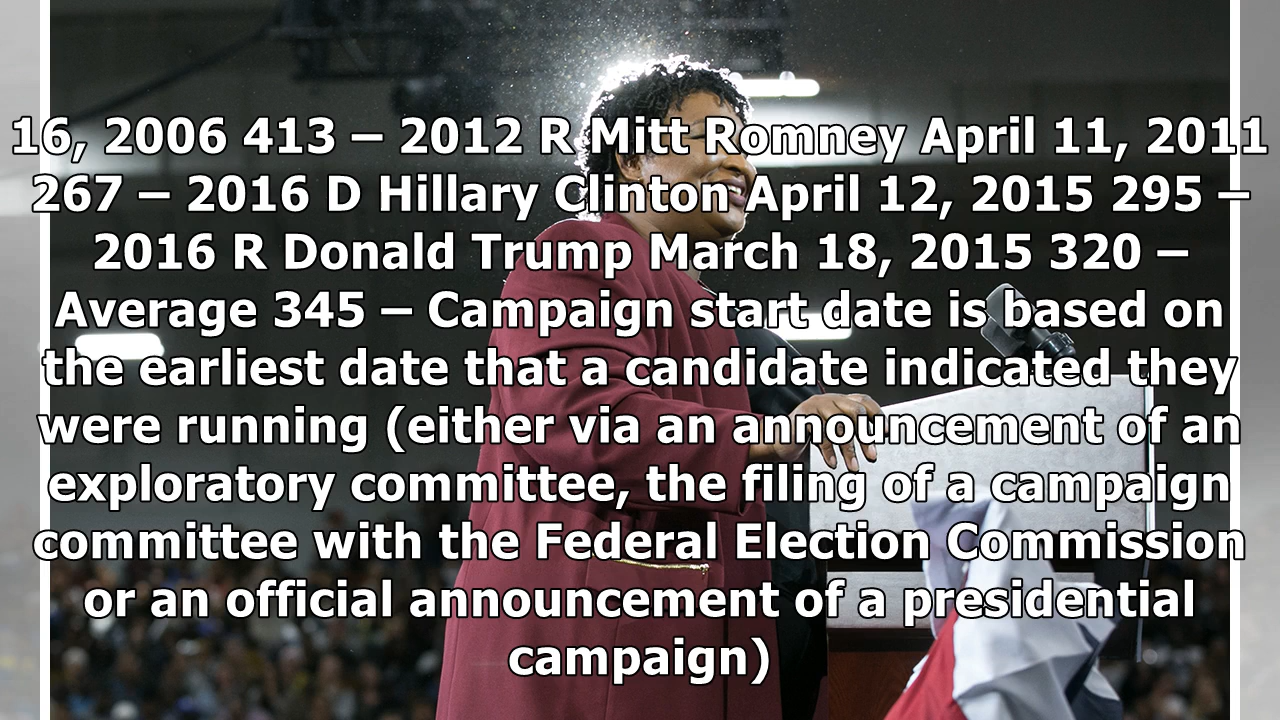 16, 2006 413 – 2012 R Mitt Romney April 11, 2011
267 – 2016 D Hillary Clinton April 12, 2015 295 –
2016 R Donald Trump March 18, 2015 320 –
Average 345 – Campaign start date is based on
the earliest date that a candidate indicated they
were running (either via an announcement of an
exploratory committee, the filing of a campaign
committee with the Federal Election Commission
or an official announcement of a presidential
campaign)